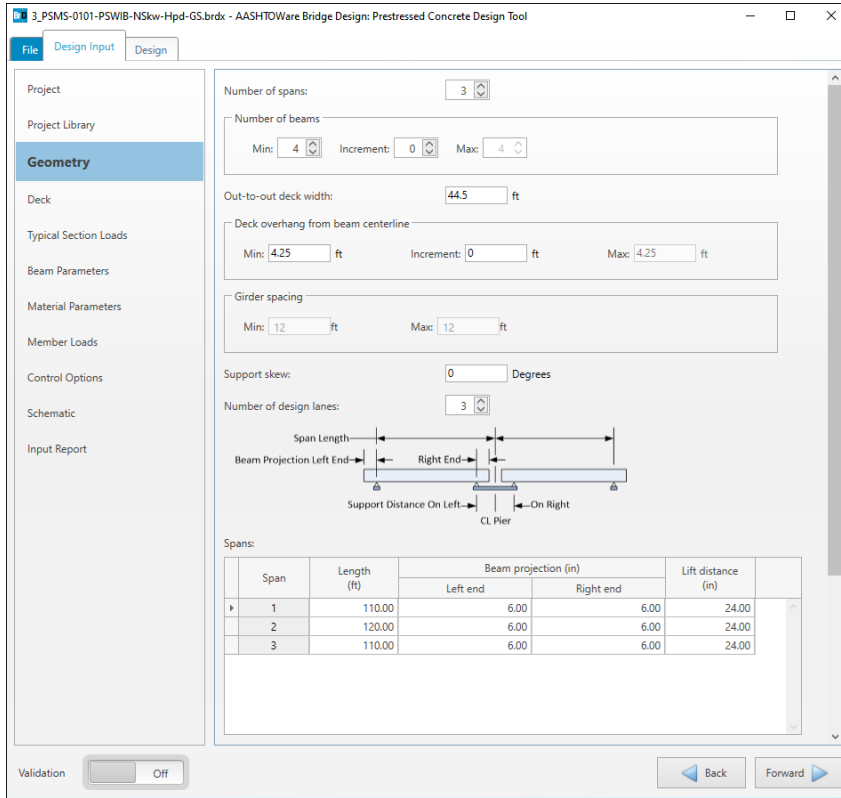 BD 3_PSMS-0101-PSWIB-NSkw-Hpd-GS.brdx - AASHTOWare Bridge Design: Prestressed Concrete Design Tool
File Design Input Design
Project
Project Library
Geometry
Deck
Typical Section Loads
Beam Parameters
Material Parameters
Member Loads
Control Options
Schematic
Input Report
Number of spans: 3
Number of beams
Min: 4 Increment: 0 Max: 4
Out-to-out deck width: 44.5 ft
Deck overhang from beam centerline
Min: 4.25 ft Increment: 0 ft Max: 4.25 ft
Girder spacing
Min: 12 ft Max: 12 ft
Support skew: 0 Degrees
Number of design lanes: 3
Span Length
Beam Projection Left End Right End
Support Distance On Left On Right
CL Pier
Spans:
Span Length (ft) Beam projection (in) Lift distance (in)
Left end Right end
1 110.00 6.00 6.00 24.00
2 120.00 6.00 6.00 24.00
3 110.00 6.00 6.00 24.00
Validation Off Back Forward